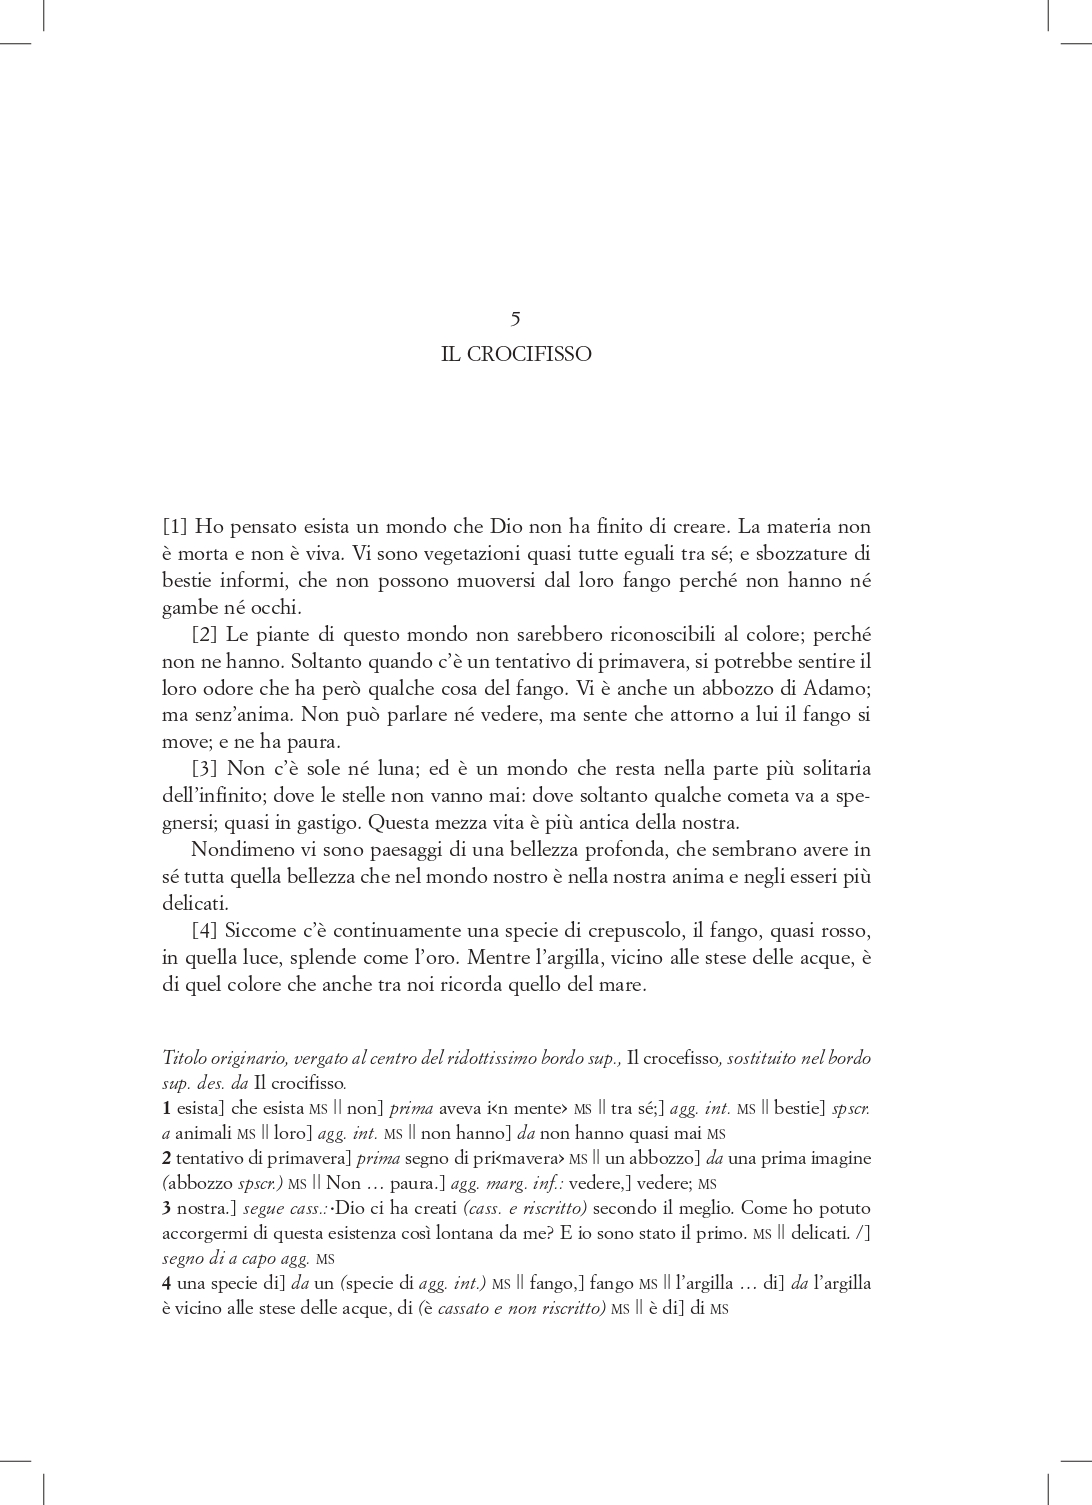 5
IL CROCIFISSO
[1] Ho pensato esista un mondo che Dio non ha finito di creare. La materia non
è morta e non è viva. Vi sono vegetazioni quasi tutte eguali tra sé; e sbozzature di
bestie informi, che non possono muoversi dal loro fango perché non hanno né
gambe né occhi.
[2] Le piante di questo mondo non sarebbero riconoscibili al colore; perché
non ne hanno. Soltanto quando c’è un tentativo di primavera, si potrebbe sentire il
loro odore che ha però qualche cosa del fango. Vi è anche un abbozzo di Adamo;
ma senz’anima. Non può parlare né vedere, ma sente che attorno a lui il fango si
move; e ne ha paura.
[3] Non c’è sole né luna; ed è un mondo che resta nella parte più solitaria
dell’infinito; dove le stelle non vanno mai: dove soltanto qualche cometa va a spe-
gnersi; quasi in gastigo. Questa mezza vita è più antica della nostra.
Nondimeno vi sono paesaggi di una bellezza profonda, che sembrano avere in
sé tutta quella bellezza che nel mondo nostro è nella nostra anima e negli esseri più
delicati.
[4] Siccome c’è continuamente una specie di crepuscolo, il fango, quasi rosso,
in quella luce, splende come l’oro. Mentre l’argilla, vicino alle stese delle acque, è
di quel colore che anche tra noi ricorda quello del mare.
Titolo originario, vergato al centro del ridottissimo bordo sup., Il crocefisso, sostituito nel bordo
sup. des. da Il crocifisso.
1 esista] che esista MS || non] prima aveva i‹n mente› MS || tra sé;] agg. int. MS || bestie] spscr.
a animali MS || loro] agg. int. MS || non hanno] da non hanno quasi mai MS
2 tentativo di primavera] prima segno di pri‹mavera› MS || un abbozzo] da una prima imagine
(abbozzo spscr.) MS || Non … paura.] agg. marg. inf.: vedere,] vedere; MS
3 nostra.] segue cass.:·Dio ci ha creati (cass. e riscritto) secondo il meglio. Come ho potuto
accorgermi di questa esistenza così lontana da me? E io sono stato il primo. MS || delicati. /]
segno di a capo agg. MS
4 una specie di] da un (specie di agg. int.) MS || fango,] fango MS || l’argilla … di] da l’argilla
è vicino alle stese delle acque, di (è cassato e non riscritto) MS || è di] di MS